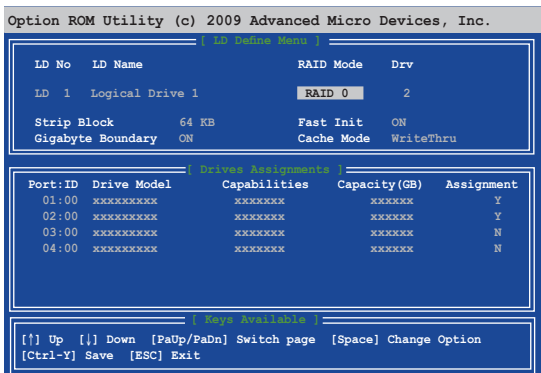 Option ROM Utility (c) 2009 Advanced Micro Devices, Inc.
[ LD Define Menu ]
LD No LD Name RAID Mode Drv
LD 1 Logical Drive 1 RAID 0 2
Strip Block 64 KB Fast Init ON
Gigabyte Boundary ON Cache Mode WriteThru
[ Drives Assignments ]
Port:ID Drive Model Capabilities Capacity(GB) Assignment
01:00 xxxxxxxxx xxxxxxx xxxxxx Y
02:00 xxxxxxxxx xxxxxxx xxxxxx Y
03:00 xxxxxxxxx xxxxxxx xxxxxx N
04:00 xxxxxxxxx xxxxxxx xxxxxx N
[ Keys Available ]
[↑] Up [↓] Down [PaUp/PaDn] Switch page [Space] Change Option
[Ctrl-Y] Save [ESC] Exit